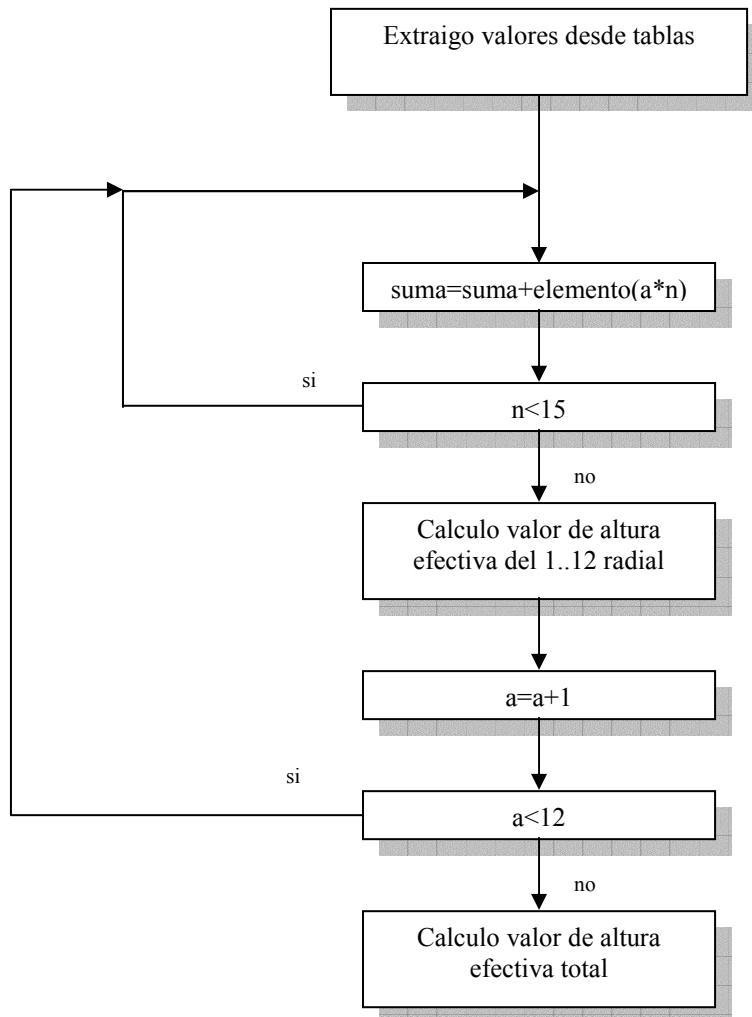 Extraigo valores desde tablas
suma=suma+elemento(a*n)
si
n<15
no
Calculo valor de altura
efectiva del 1..12 radial
a=a+1
si
a<12
no
Calculo valor de altura
efectiva total